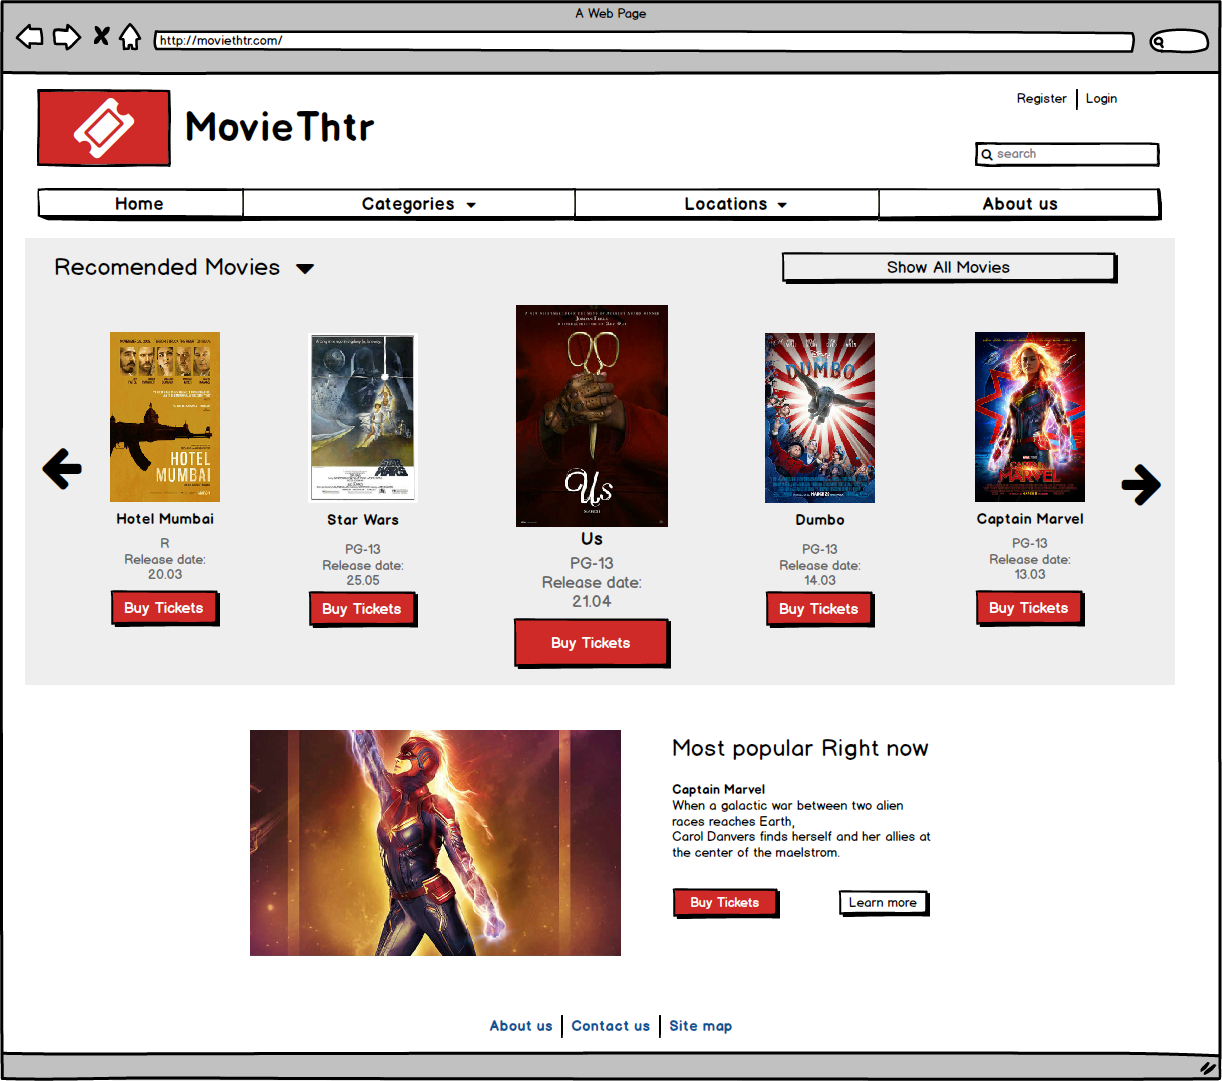 A Web Page
http://moviethtr.com/
Register
Login
MovieThtr
search
Home
Categories
Locations
About us
Recomended Movies
Show All Movies
HOTEL
MUMBAI
STAR
WARS
Us
Disney
DUMBO
CAPTAIN
MARVEL
Hotel Mumbai
R
Release date:
20.03
Buy Tickets
Star Wars
PG-13
Release date:
25.05
Buy Tickets
Us
PG-13
Release date:
21.04
Buy Tickets
Dumbo
PG-13
Release date:
14.03
Buy Tickets
Captain Marvel
PG-13
Release date:
13.03
Buy Tickets
Most popular Right now
Captain Marvel
When a galactic war between two alien
races reaches Earth,
Carol Danvers finds herself and her allies at
the center of the maelstrom.
Buy Tickets
Learn more
About us
Contact us
Site map